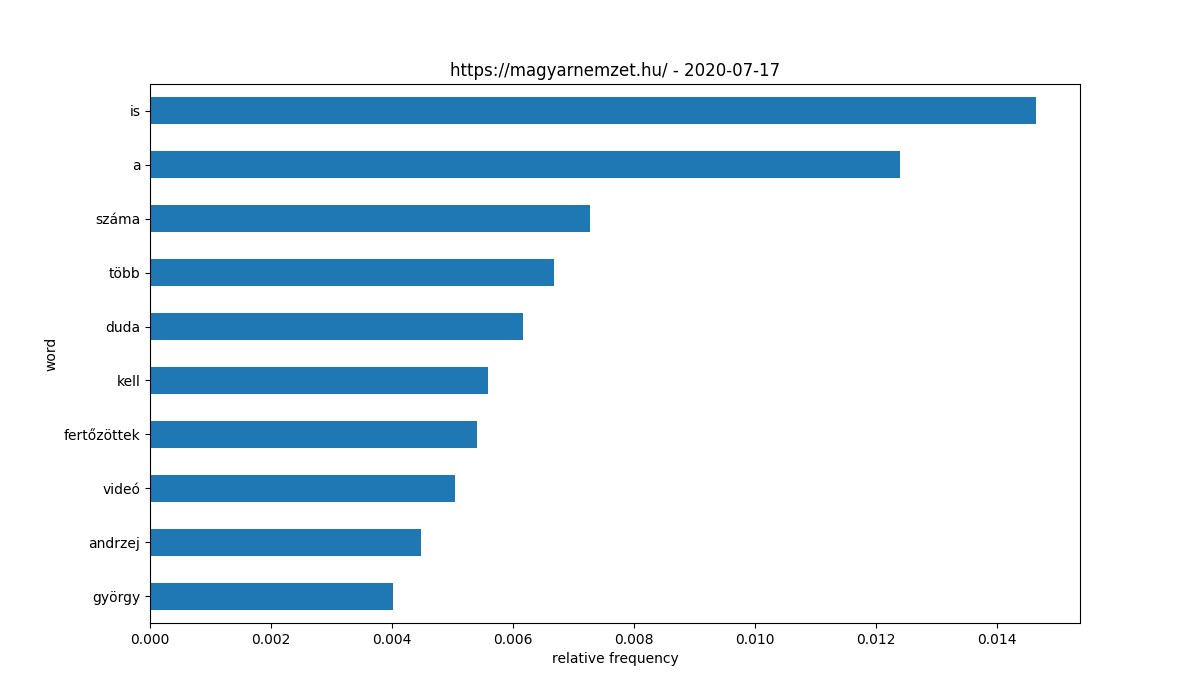 https://magyarnemzet.hu/ - 2020-07-17
is
a
száma
több
duda
kell
fertőzöttek
videó
andrzej
györgy
word
0.000 0.002 0.004 0.006 0.008 0.010 0.012 0.014
relative frequency